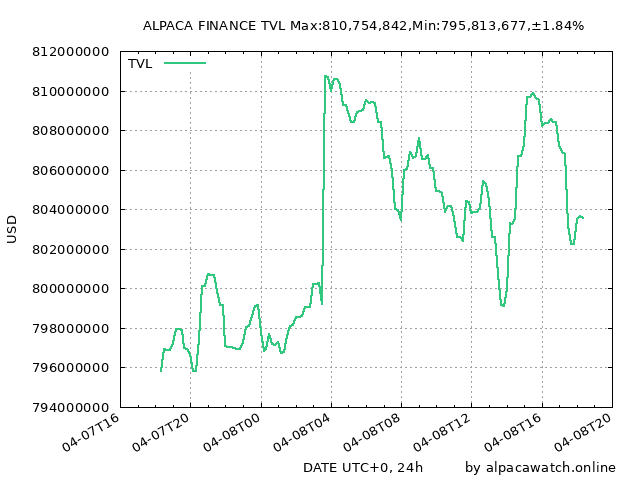 ALPACA FINANCE TVL Max:810,754,842,Min:795,813,677,±1.84%
812000000
TVL
810000000
808000000
806000000
804000000
USD
802000000
800000000
798000000
796000000
794000000
04-07T16
04-07T20
04-08T00
04-08T04
04-08T08
04-08T12
04-08T16
04-08T20
DATE UTC+0, 24h
by alpacawatch.online